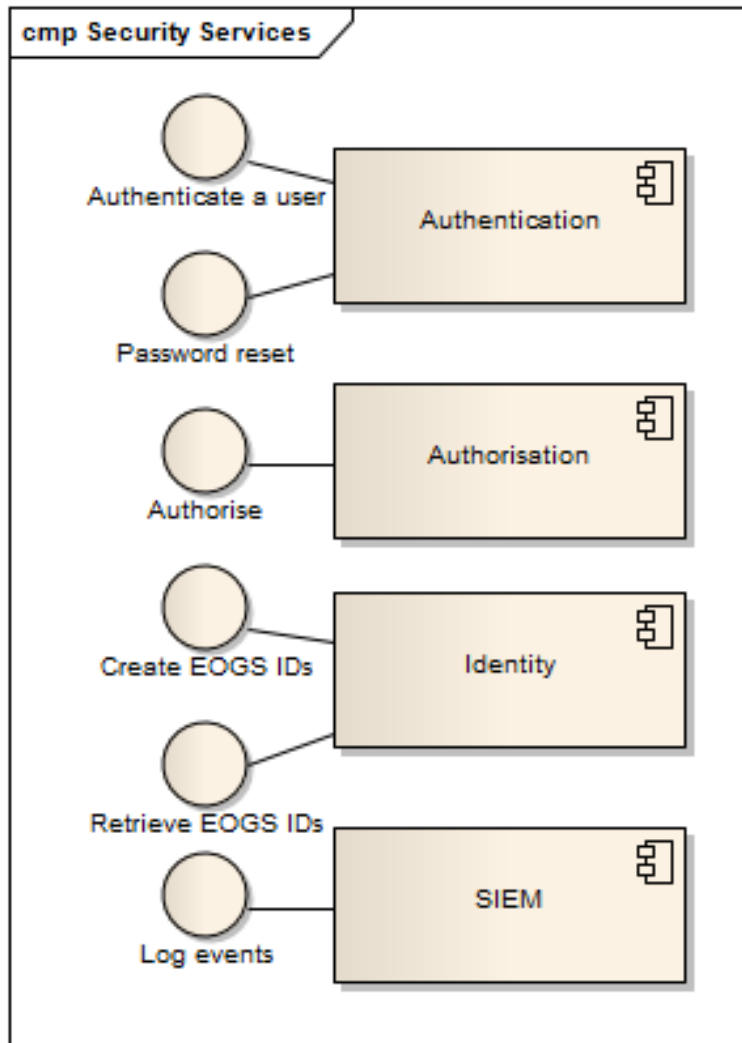 cmp Security Services
Authenticate a user
Authentication
Password reset
Authorise
Authorisation
Create EOGS IDs
Identity
Retrieve EOGS IDs
SIEM
Log events